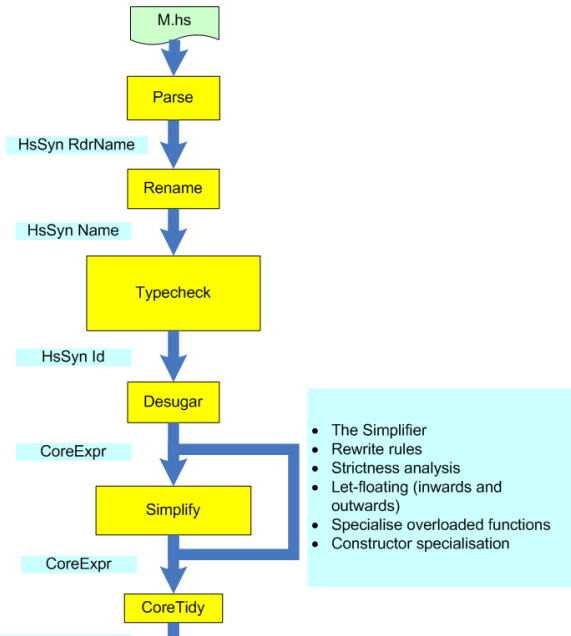 M.hs
Parse
HsSyn RdrName
Rename
HsSyn Name
Typecheck
HsSyn Id
Desugar
CoreExpr
Simplify
• The Simplifier
• Rewrite rules
• Strictness analysis
• Let-floating (inwards and
outwards)
• Specialise overloaded functions
• Constructor specialisation
CoreExpr
CoreTidy